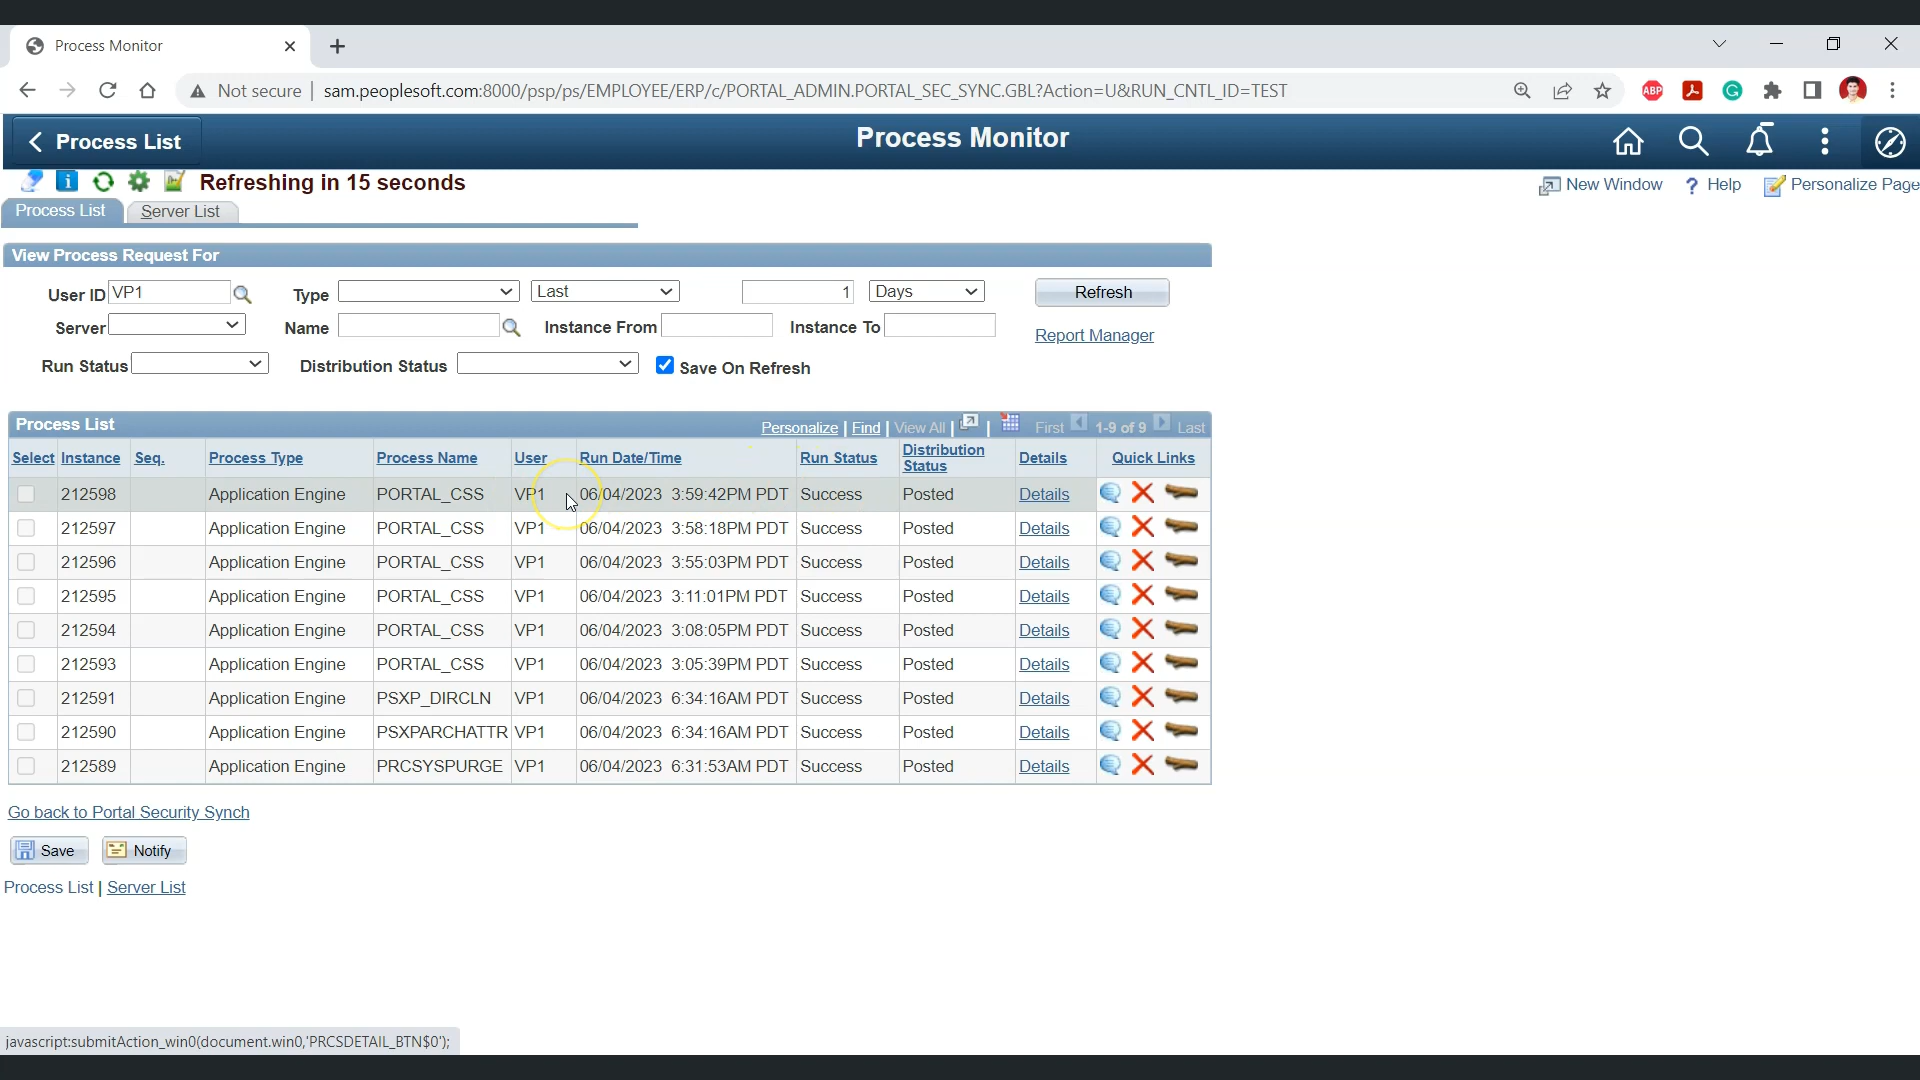 Process Monitor
Not secure | sam.peoplesoft.com:8000/psp/ps/EMPLOYEE/ERP/c/PORTAL_ADMIN.PORTAL_SEC_SYNC.GBL?Action=U&RUN_CNTL_ID=TEST
ABP
Process List
Process Monitor
Refreshing in 15 seconds
New Window
? Help
Personalize Page
Process List
Server List
View Process Request For
User ID VP1 Type Last 1 Days Refresh
Server Name Instance From Instance To Report Manager
Run Status Distribution Status Save On Refresh
Process List Personalize | Find | View All | | First 1-9 of 9 Last
Select Instance Seq. Process Type Process Name User Run Date/Time Run Status Distribution Status Details Quick Links
212598 Application Engine PORTAL_CSS VP1 06/04/2023 3:59:42PM PDT Success Posted Details
212597 Application Engine PORTAL_CSS VP1 06/04/2023 3:58:18PM PDT Success Posted Details
212596 Application Engine PORTAL_CSS VP1 06/04/2023 3:55:03PM PDT Success Posted Details
212595 Application Engine PORTAL_CSS VP1 06/04/2023 3:11:01PM PDT Success Posted Details
212594 Application Engine PORTAL_CSS VP1 06/04/2023 3:08:05PM PDT Success Posted Details
212593 Application Engine PORTAL_CSS VP1 06/04/2023 3:05:39PM PDT Success Posted Details
212591 Application Engine PSXP_DIRCLN VP1 06/04/2023 6:34:16AM PDT Success Posted Details
212590 Application Engine PSXPARCHATTR VP1 06/04/2023 6:34:16AM PDT Success Posted Details
212589 Application Engine PRCSYSPURGE VP1 06/04/2023 6:31:53AM PDT Success Posted Details
Go back to Portal Security Synch
Save Notify
Process List | Server List
javascript:submitAction_win0(document.win0,'PRCSDETAIL_BTN$0');